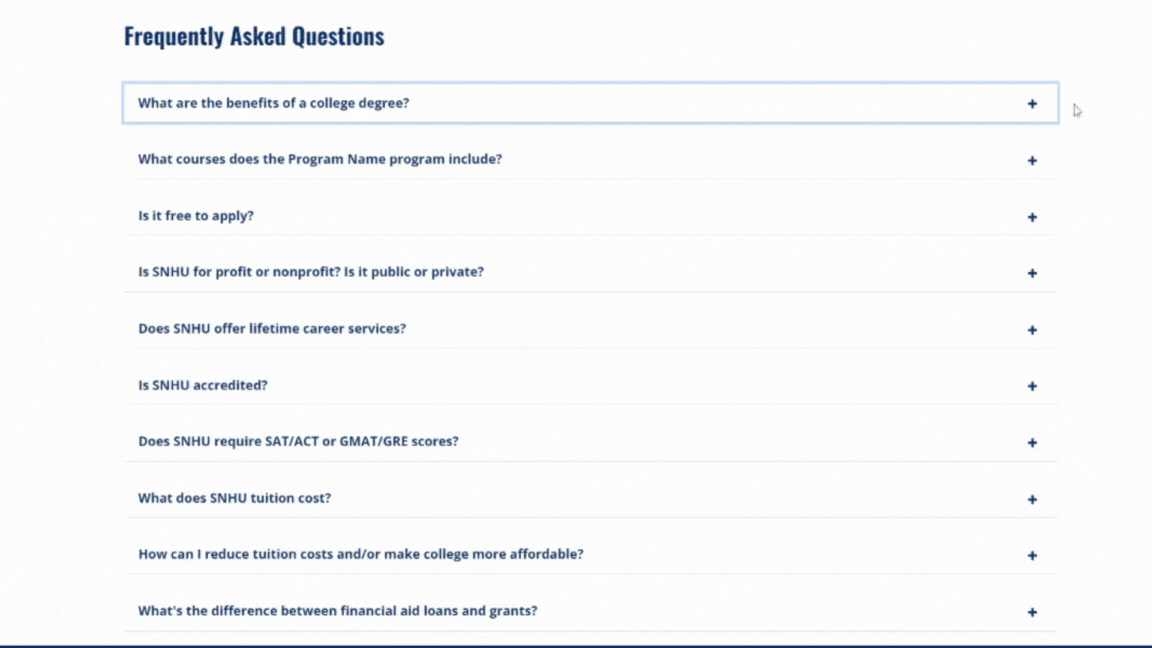 Frequently Asked Questions
What are the benefits of a college degree? +
What courses does the Program Name program include? +
Is it free to apply? +
Is SNHU for profit or nonprofit? Is it public or private? +
Does SNHU offer lifetime career services? +
Is SNHU accredited? +
Does SNHU require SAT/ACT or GMAT/GRE scores? +
What does SNHU tuition cost? +
How can I reduce tuition costs and/or make college more affordable? +
What's the difference between financial aid loans and grants? +